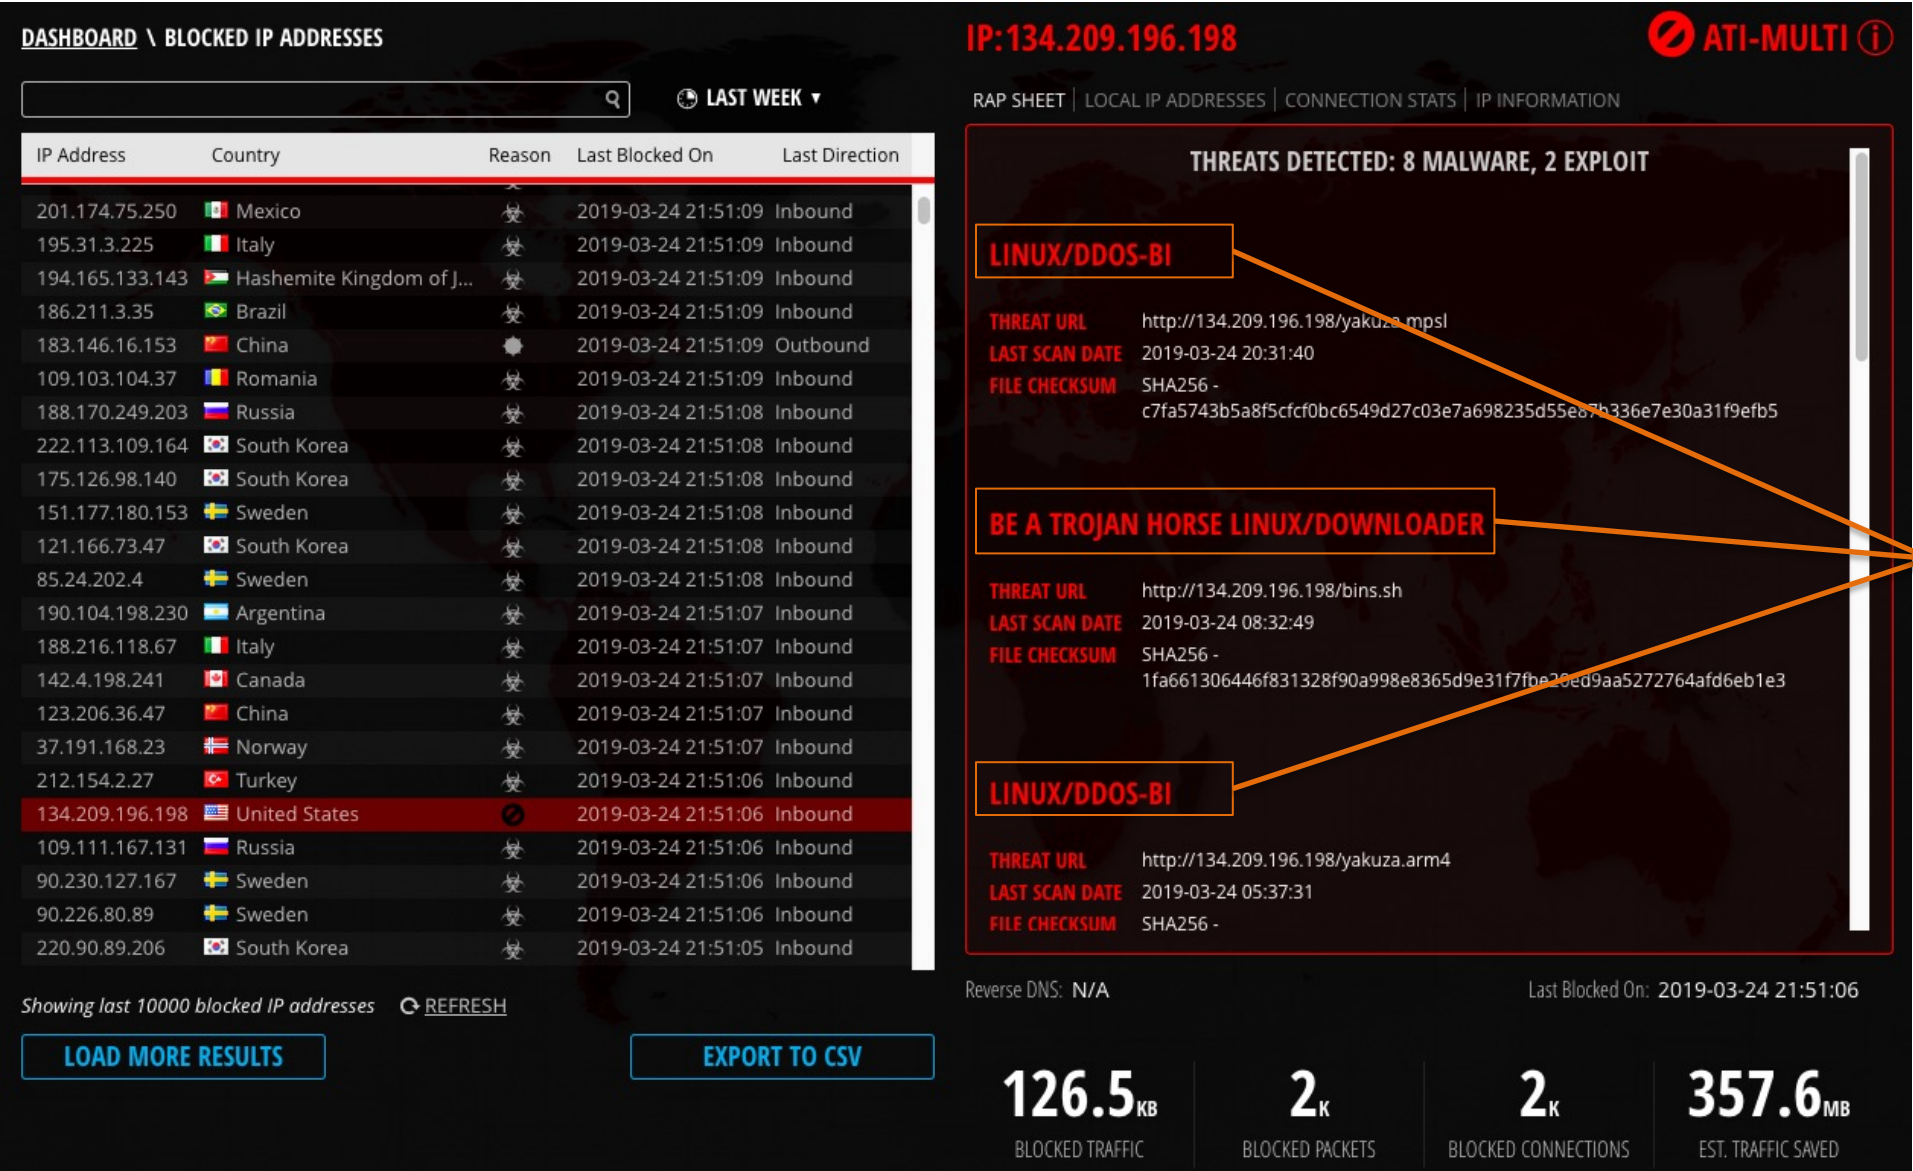 DASHBOARD \ BLOCKED IP ADDRESSES
LAST WEEK
IP Address Country Reason Last Blocked On Last Direction
201.174.75.250 Mexico 2019-03-24 21:51:09 Inbound
195.31.3.225 Italy 2019-03-24 21:51:09 Inbound
194.165.133.143 Hashemite Kingdom of J... 2019-03-24 21:51:09 Inbound
186.211.3.35 Brazil 2019-03-24 21:51:09 Inbound
183.146.16.153 China 2019-03-24 21:51:09 Outbound
109.103.104.37 Romania 2019-03-24 21:51:09 Inbound
188.170.249.203 Russia 2019-03-24 21:51:08 Inbound
222.113.109.164 South Korea 2019-03-24 21:51:08 Inbound
175.126.98.140 South Korea 2019-03-24 21:51:08 Inbound
151.177.180.153 Sweden 2019-03-24 21:51:08 Inbound
121.166.73.47 South Korea 2019-03-24 21:51:08 Inbound
85.24.202.4 Sweden 2019-03-24 21:51:08 Inbound
190.104.198.230 Argentina 2019-03-24 21:51:07 Inbound
188.216.118.67 Italy 2019-03-24 21:51:07 Inbound
142.4.198.241 Canada 2019-03-24 21:51:07 Inbound
123.206.36.47 China 2019-03-24 21:51:07 Inbound
37.191.168.23 Norway 2019-03-24 21:51:07 Inbound
212.154.2.27 Turkey 2019-03-24 21:51:06 Inbound
134.209.196.198 United States 2019-03-24 21:51:06 Inbound
109.111.167.131 Russia 2019-03-24 21:51:06 Inbound
90.230.127.167 Sweden 2019-03-24 21:51:06 Inbound
90.226.80.89 Sweden 2019-03-24 21:51:06 Inbound
220.90.89.206 South Korea 2019-03-24 21:51:05 Inbound
Showing last 10000 blocked IP addresses REFRESH
LOAD MORE RESULTS EXPORT TO CSV
IP:134.209.196.198 ATI-MULTI
RAP SHEET | LOCAL IP ADDRESSES | CONNECTION STATS | IP INFORMATION
THREATS DETECTED: 8 MALWARE, 2 EXPLOIT
LINUX/DDOS-BI
THREAT URL http://134.209.196.198/yakuza.mpsl
LAST SCAN DATE 2019-03-24 20:31:40
FILE CHECKSUM SHA256 -
c7fa5743b5a8f5cfcf0bc6549d27c03e7a698235d55e87b336e7e30a31f9efb5
BE A TROJAN HORSE LINUX/DOWNLOADER
THREAT URL http://134.209.196.198/bins.sh
LAST SCAN DATE 2019-03-24 08:32:49
FILE CHECKSUM SHA256 -
1fa661306446f831328f90a998e8365d9e31f7fbe20ed9aa5272764afd6eb1e3
LINUX/DDOS-BI
THREAT URL http://134.209.196.198/yakuza.arm4
LAST SCAN DATE 2019-03-24 05:37:31
FILE CHECKSUM SHA256 -
Reverse DNS: N/A Last Blocked On: 2019-03-24 21:51:06
126.5KB 2K 2K 357.6MB
BLOCKED TRAFFIC BLOCKED PACKETS BLOCKED CONNECTIONS EST. TRAFFIC SAVED